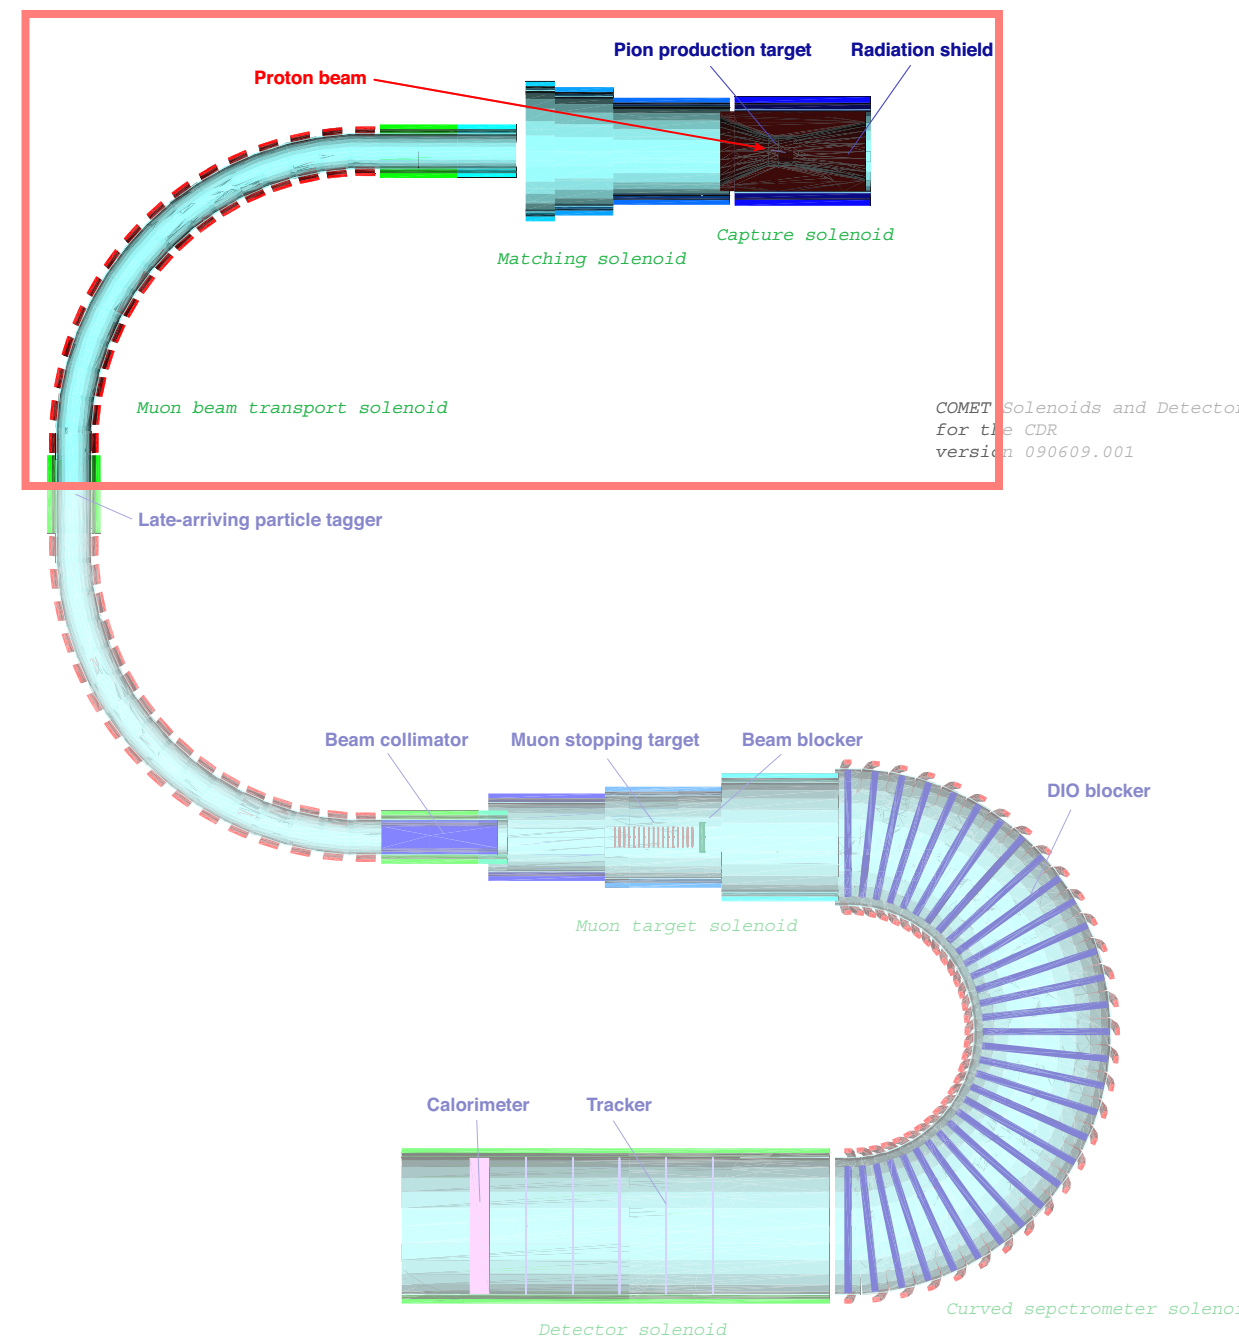 Pion production target
Radiation shield
Proton beam
Capture solenoid
Matching solenoid
Muon beam transport solenoid
COMET Solenoids and Detector
for the CDR
version 090609.001
Late-arriving particle tagger
Beam collimator
Muon stopping target
Beam blocker
DIO blocker
Muon target solenoid
Calorimeter
Tracker
Curved sepctrometer solenoi
Detector solenoid